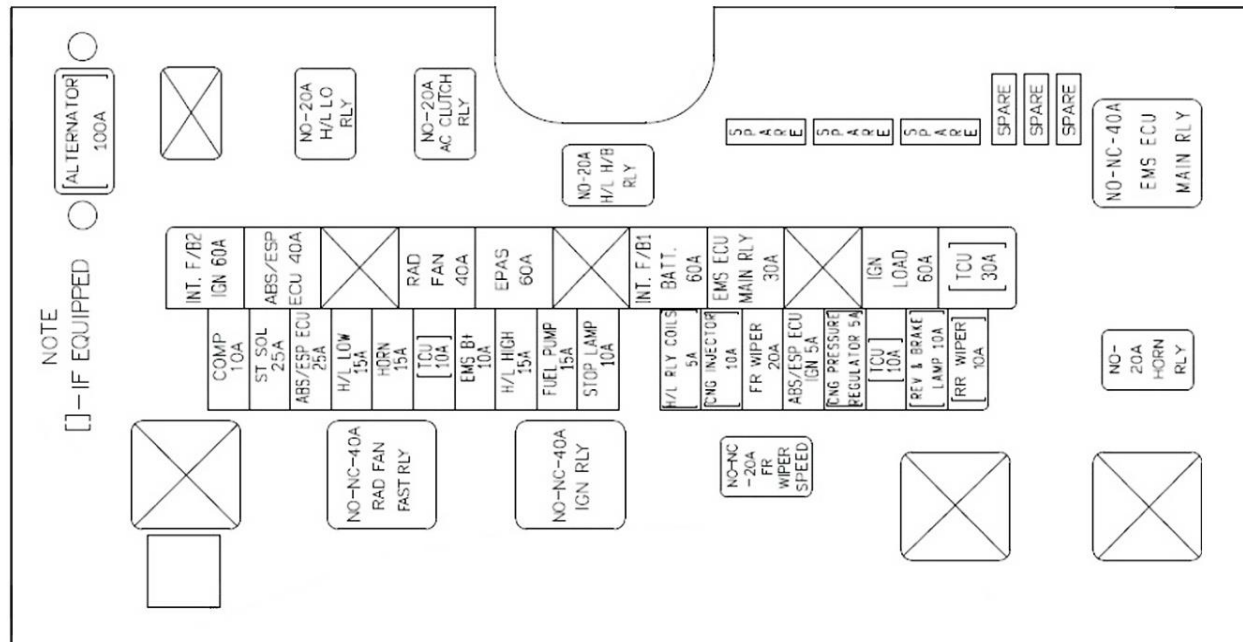 NOTE
[ ]-IF EQUIPPED
[ALTERNATOR]
100A
NO-20A
H/L LO
RLY
NO-20A
AC CLUTCH
RLY
NO-20A
H/L H/B
RLY
SPARE
SPARE
SPARE
SPARE
SPARE
SPARE
NO-NC-40A
EMS ECU
MAIN RLY
INT. F/B2
IGN 60A
ABS/ESP
ECU 40A
RAD
FAN
40A
EPAS
60A
INT. F/B1
BATT.
60A
EMS ECU
MAIN RLY
30A
IGN
LOAD
60A
[TCU]
30A
COMP
10A
ST SOL
25A
ABS/ESP ECU
25A
H/L LOW
15A
HORN
15A
[TCU]
10A
EMS B+
10A
H/L HIGH
15A
FUEL PUMP
15A
STOP LAMP
10A
[H/L RLY COILS]
5A
[CNG INJECTOR]
10A
FR WIPER
20A
ABS/ESP ECU
IGN 5A
[CNG PRESSURE
REGULATOR 5A]
[TCU]
10A
[REV & BRAKE
LAMP 10A]
[RR WIPER]
10A
NO-
20A
HORN
RLY
NO-NC-40A
RAD FAN
FAST RLY
NO-NC-40A
IGN RLY
NO-NC
-20A
FR
WIPER
SPEED